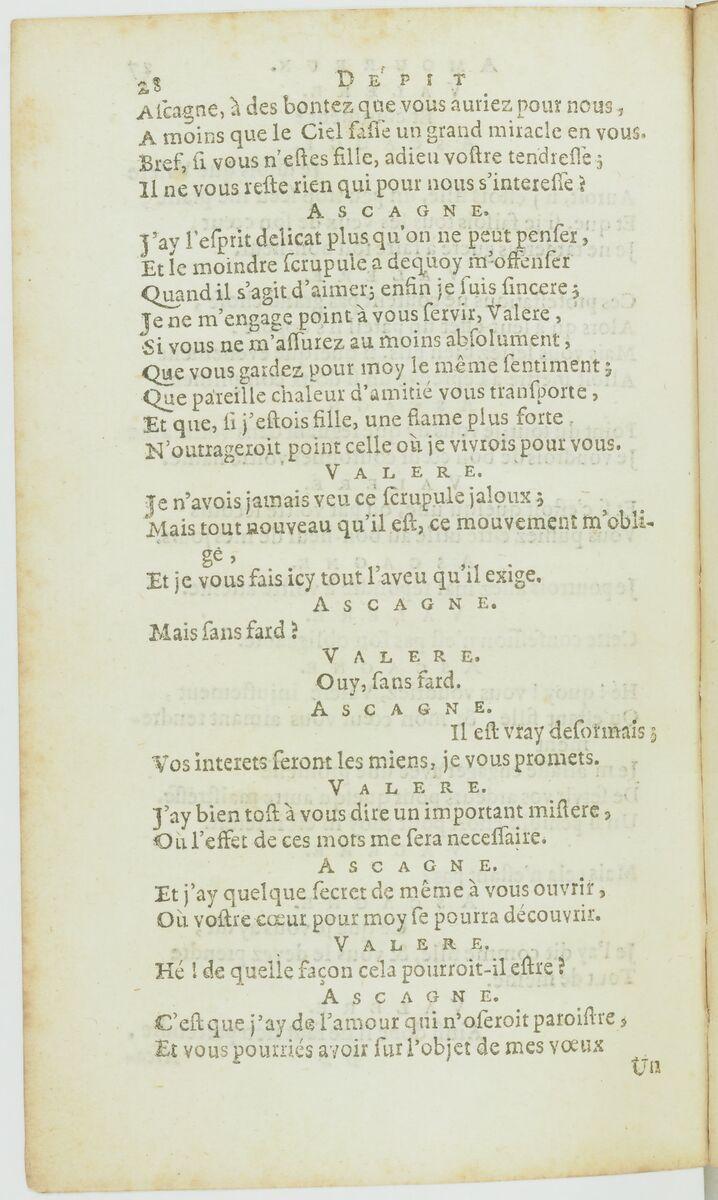 28 DEPIT
Aſcagne, à des bontez que vous auriez pour nous,
A moins que le Ciel faſſe un grand miracle en vous.
Bref, ſi vous n'eſtes fille, adieu voſtre tendreſſe;
Il ne vous reſte rien qui pour nous s'intereſſe?
ASCAGNE.
J'ay l'eſprit delicat plus qu'on ne peut penſer,
Et le moindre ſcrupule a dequoy m'offenſer
Quand il s'agit d'aimer; enfin je ſuis ſincere;
Je ne m'engage point à vous ſervir, Valere,
Si vous ne m'aſſurez au moins abſolument,
Que vous gardez pour moy le même ſentiment;
Que pareille chaleur d'amitié vous tranſporte,
Et que, ſi j'eſtois fille, une flame plus forte
N'outrageroit point celle où je vivrois pour vous.
VALERE.
Je n'avois jamais veu ce ſcrupule jaloux;
Mais tout nouveau qu'il eſt, ce mouvement m'obli-
ge,
Et je vous fais icy tout l'aveu qu'il exige.
ASCAGNE.
Mais ſans fard?
VALERE.
Ouy, ſans fard.
ASCAGNE.
Il eſt vray deſormais;
Vos interets ſeront les miens, je vous promets.
VALERE.
J'ay bien toſt à vous dire un important miſtere,
Où l'effet de ces mots me ſera neceſſaire.
ASCAGNE.
Et j'ay quelque ſecret de même à vous ouvrir,
Où voſtre cœur pour moy ſe pourra découvrir.
VALERE.
Hé! de quelle façon cela pourroit-il eſtre?
ASCAGNE.
C'eſt que j'ay de l'amour qui n'oſeroit paroiſtre,
Et vous pourriés avoir ſur l'objet de mes vœux
Un